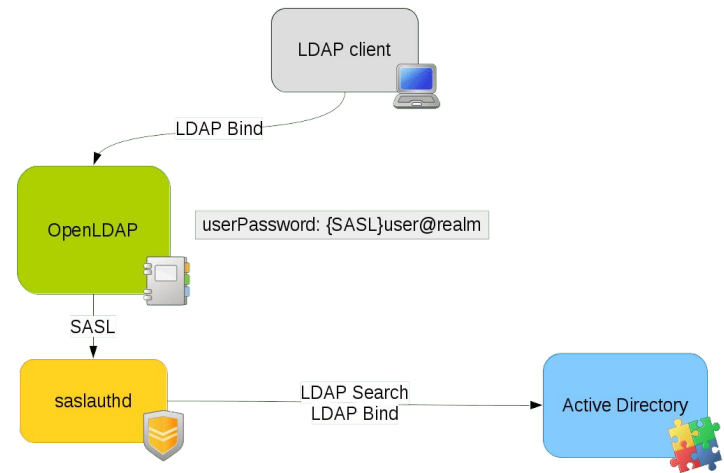 LDAP client
LDAP Bind
OpenLDAP
userPassword: {SASL}user@realm
SASL
saslauthd
LDAP Search
LDAP Bind
Active Directory